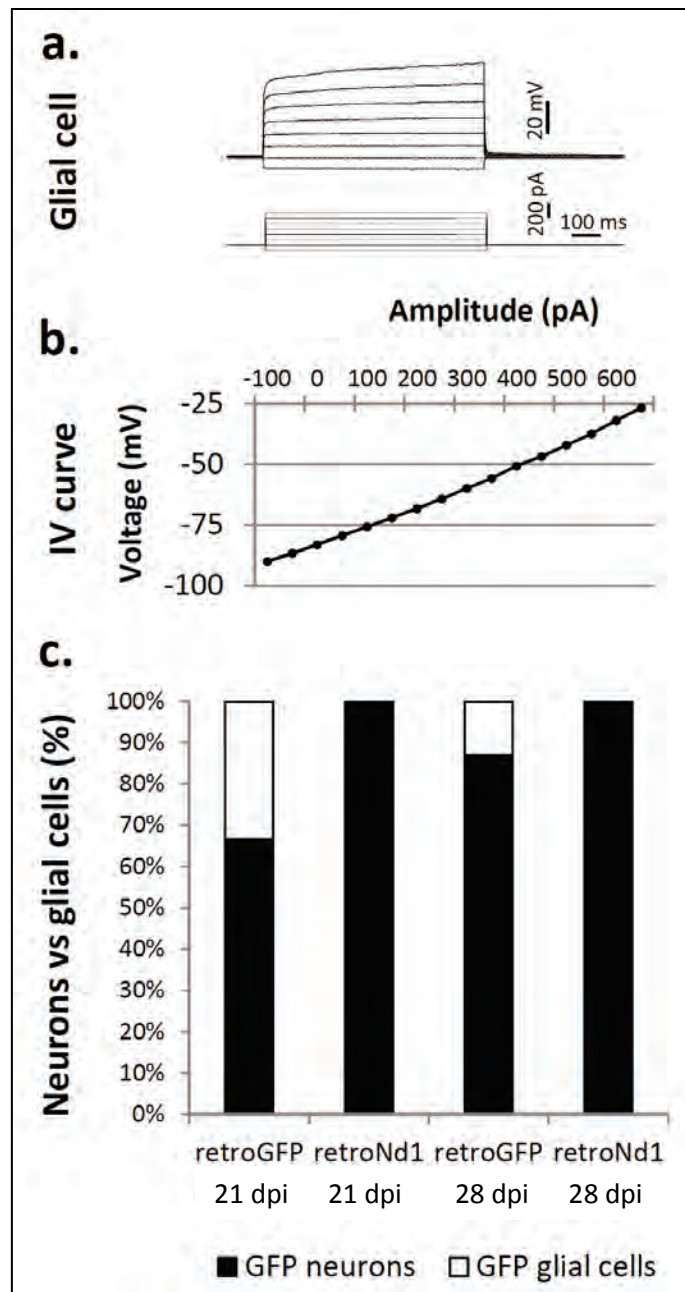 a.
Glial cell
20 mV
200 pA
100 ms
Amplitude (pA)
b.
IV curve
Voltage (mV)
-100 0 100 200 300 400 500 600
-25
-50
-75
-100
c.
Neurons vs glial cells (%)
100%
90%
80%
70%
60%
50%
40%
30%
20%
10%
0%
retroGFP retroNd1 retroGFP retroNd1
21 dpi 21 dpi 28 dpi 28 dpi
GFP neurons GFP glial cells